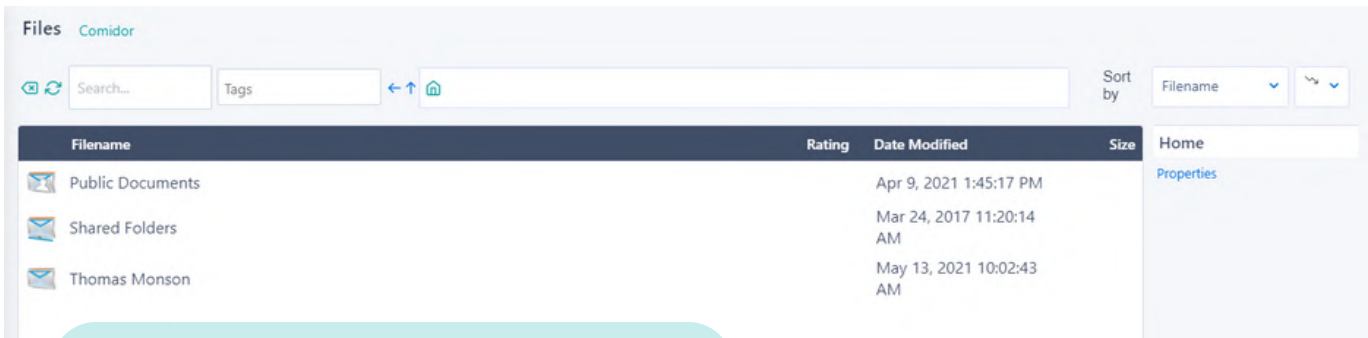 Files Comidor
Search... Tags Sort by Filename
Filename Rating Date Modified Size Home
Public Documents Apr 9, 2021 1:45:17 PM Properties
Shared Folders Mar 24, 2017 11:20:14 AM
Thomas Monson May 13, 2021 10:02:43 AM